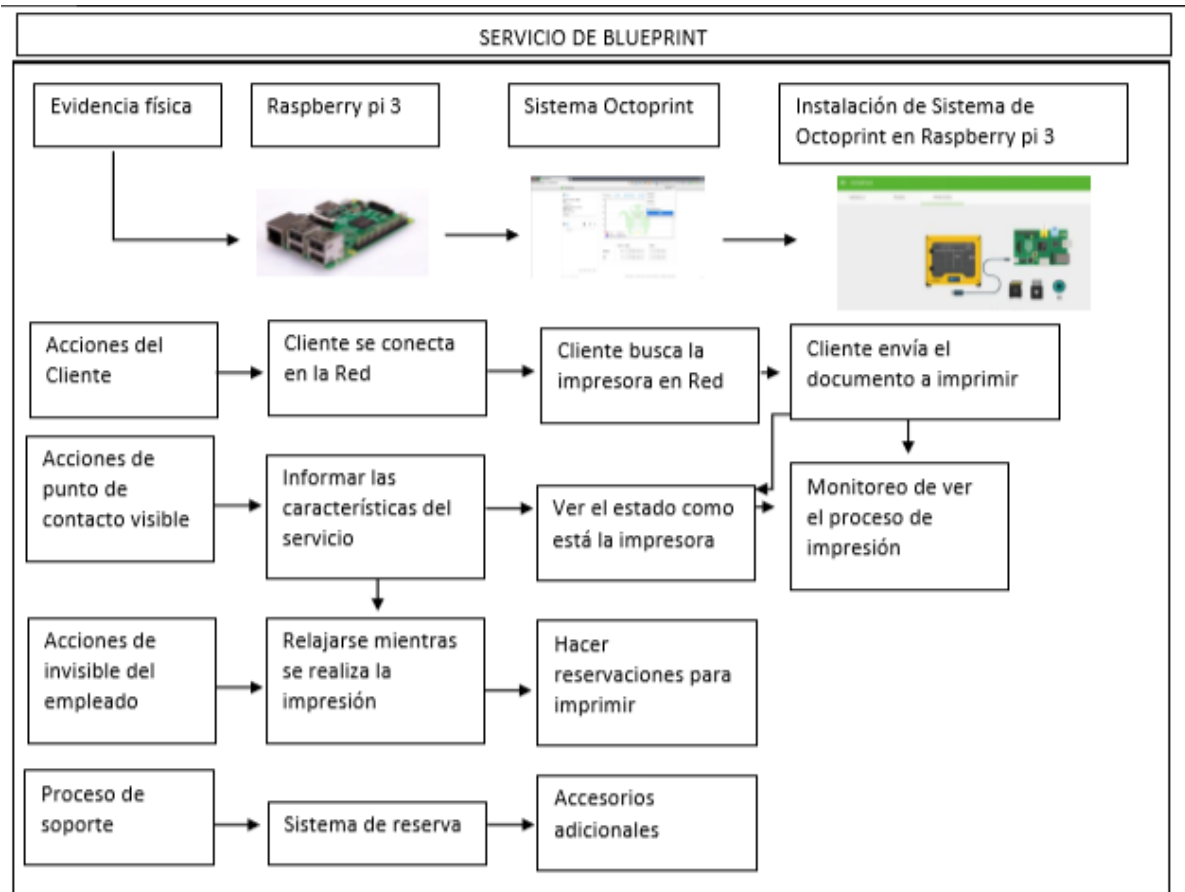 SERVICIO DE BLUEPRINT
Evidencia física
Raspberry pi 3
Sistema Octoprint
Instalación de Sistema de
Octoprint en Raspberry pi 3
Acciones del
Cliente
Cliente se conecta
en la Red
Cliente busca la
impresora en Red
Cliente envía el
documento a imprimir
Acciones de
punto de
contacto visible
Informar las
características del
servicio
Ver el estado como
está la impresora
Monitoreo de ver
el proceso de
impresión
Acciones de
invisible del
empleado
Relajarse mientras
se realiza la
impresión
Hacer
reservaciones para
imprimir
Proceso de
soporte
Sistema de reserva
Accesorios
adicionales